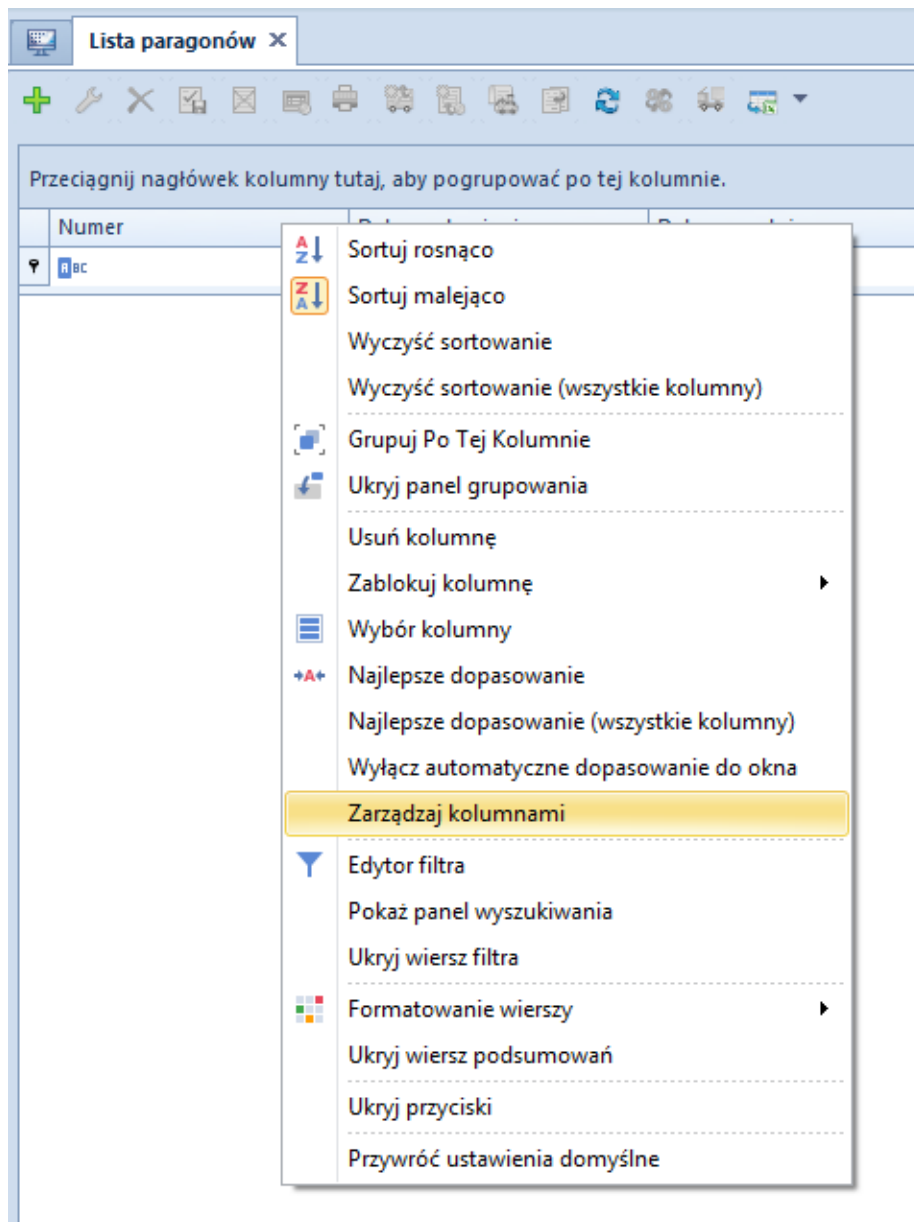 Lista paragonów
Przeciągnij nagłówek kolumny tutaj, aby pogrupować po tej kolumnie.
Numer
ABC
Sortuj rosnąco
Sortuj malejąco
Wyczyść sortowanie
Wyczyść sortowanie (wszystkie kolumny)
Grupuj Po Tej Kolumnie
Ukryj panel grupowania
Usuń kolumnę
Zablokuj kolumnę
Wybór kolumny
Najlepsze dopasowanie
Najlepsze dopasowanie (wszystkie kolumny)
Wyłącz automatyczne dopasowanie do okna
Zarządzaj kolumnami
Edytor filtra
Pokaż panel wyszukiwania
Ukryj wiersz filtra
Formatowanie wierszy
Ukryj wiersz podsumowań
Ukryj przyciski
Przywróć ustawienia domyślne